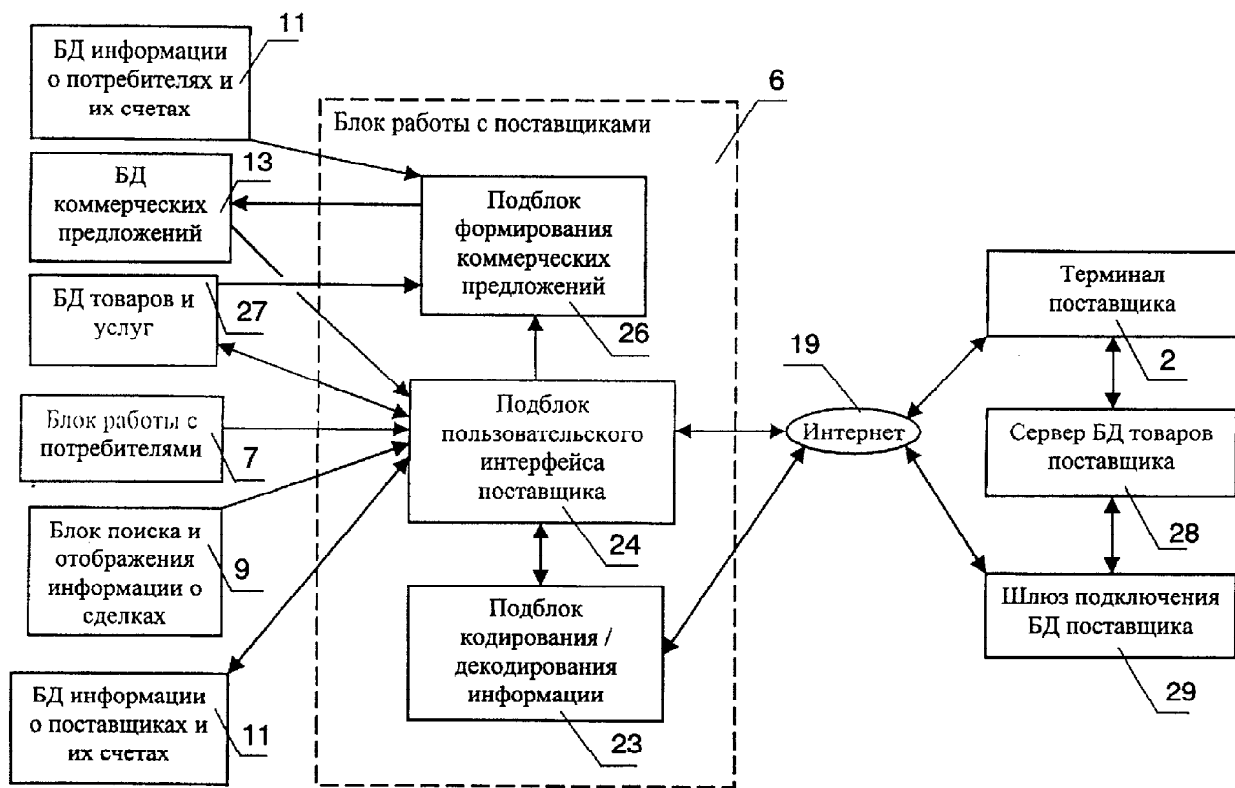 БД информации
о потребителях и
их счетах
11
БД
коммерческих
предложений
13
БД товаров и
услуг
27
Блок работы с
потребителями
7
Блок поиска и
отображения
информации о
сделках
9
БД информации
о поставщиках и
их счетах
11
Блок работы с поставщиками
6
Подблок
формирования
коммерческих
предложений
26
Подблок
пользовательского
интерфейса
поставщика
24
Подблок
кодирования /
декодирования
информации
23
19
Интернет
Терминал
поставщика
2
Сервер БД товаров
поставщика
28
Шлюз подключения
БД поставщика
29